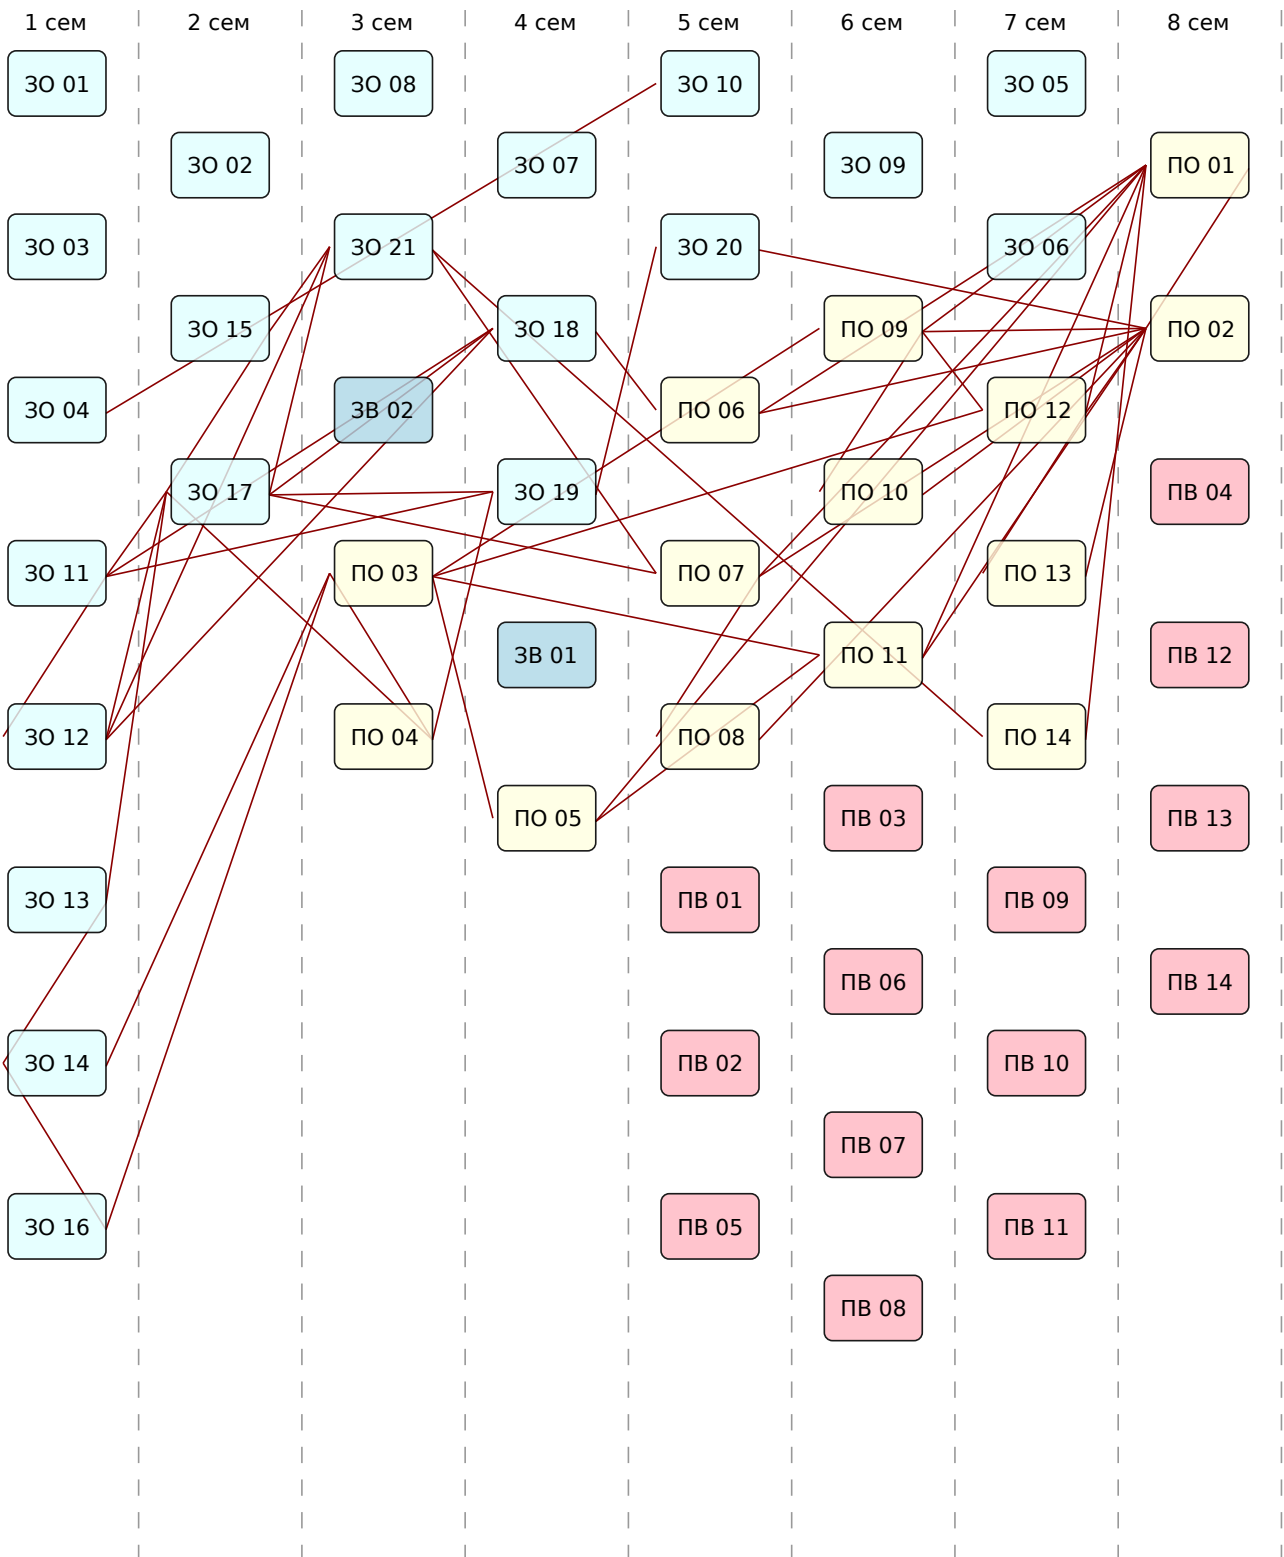 1 сем 2 сем 3 сем 4 сем 5 сем 6 сем 7 сем 8 сем
ЗО 01 ЗО 08 ЗО 10 ЗО 05
ЗО 02 ЗО 07 ЗО 09 ПО 01
ЗО 03 ЗО 21 ЗО 20 ЗО 06
ЗО 15 ЗО 18 ПО 09 ПО 02
ЗО 04 ЗВ 02 ПО 06 ПО 12
ЗО 17 ЗО 19 ПО 10 ПВ 04
ЗО 11 ПО 03 ПО 07 ПО 13
ЗВ 01 ПО 11 ПВ 12
ЗО 12 ПО 04 ПО 08 ПО 14
ПО 05 ПВ 03 ПВ 13
ЗО 13 ПВ 01 ПВ 09
ПВ 06 ПВ 14
ЗО 14 ПВ 02 ПВ 10
ПВ 07
ЗО 16 ПВ 05 ПВ 11
ПВ 08